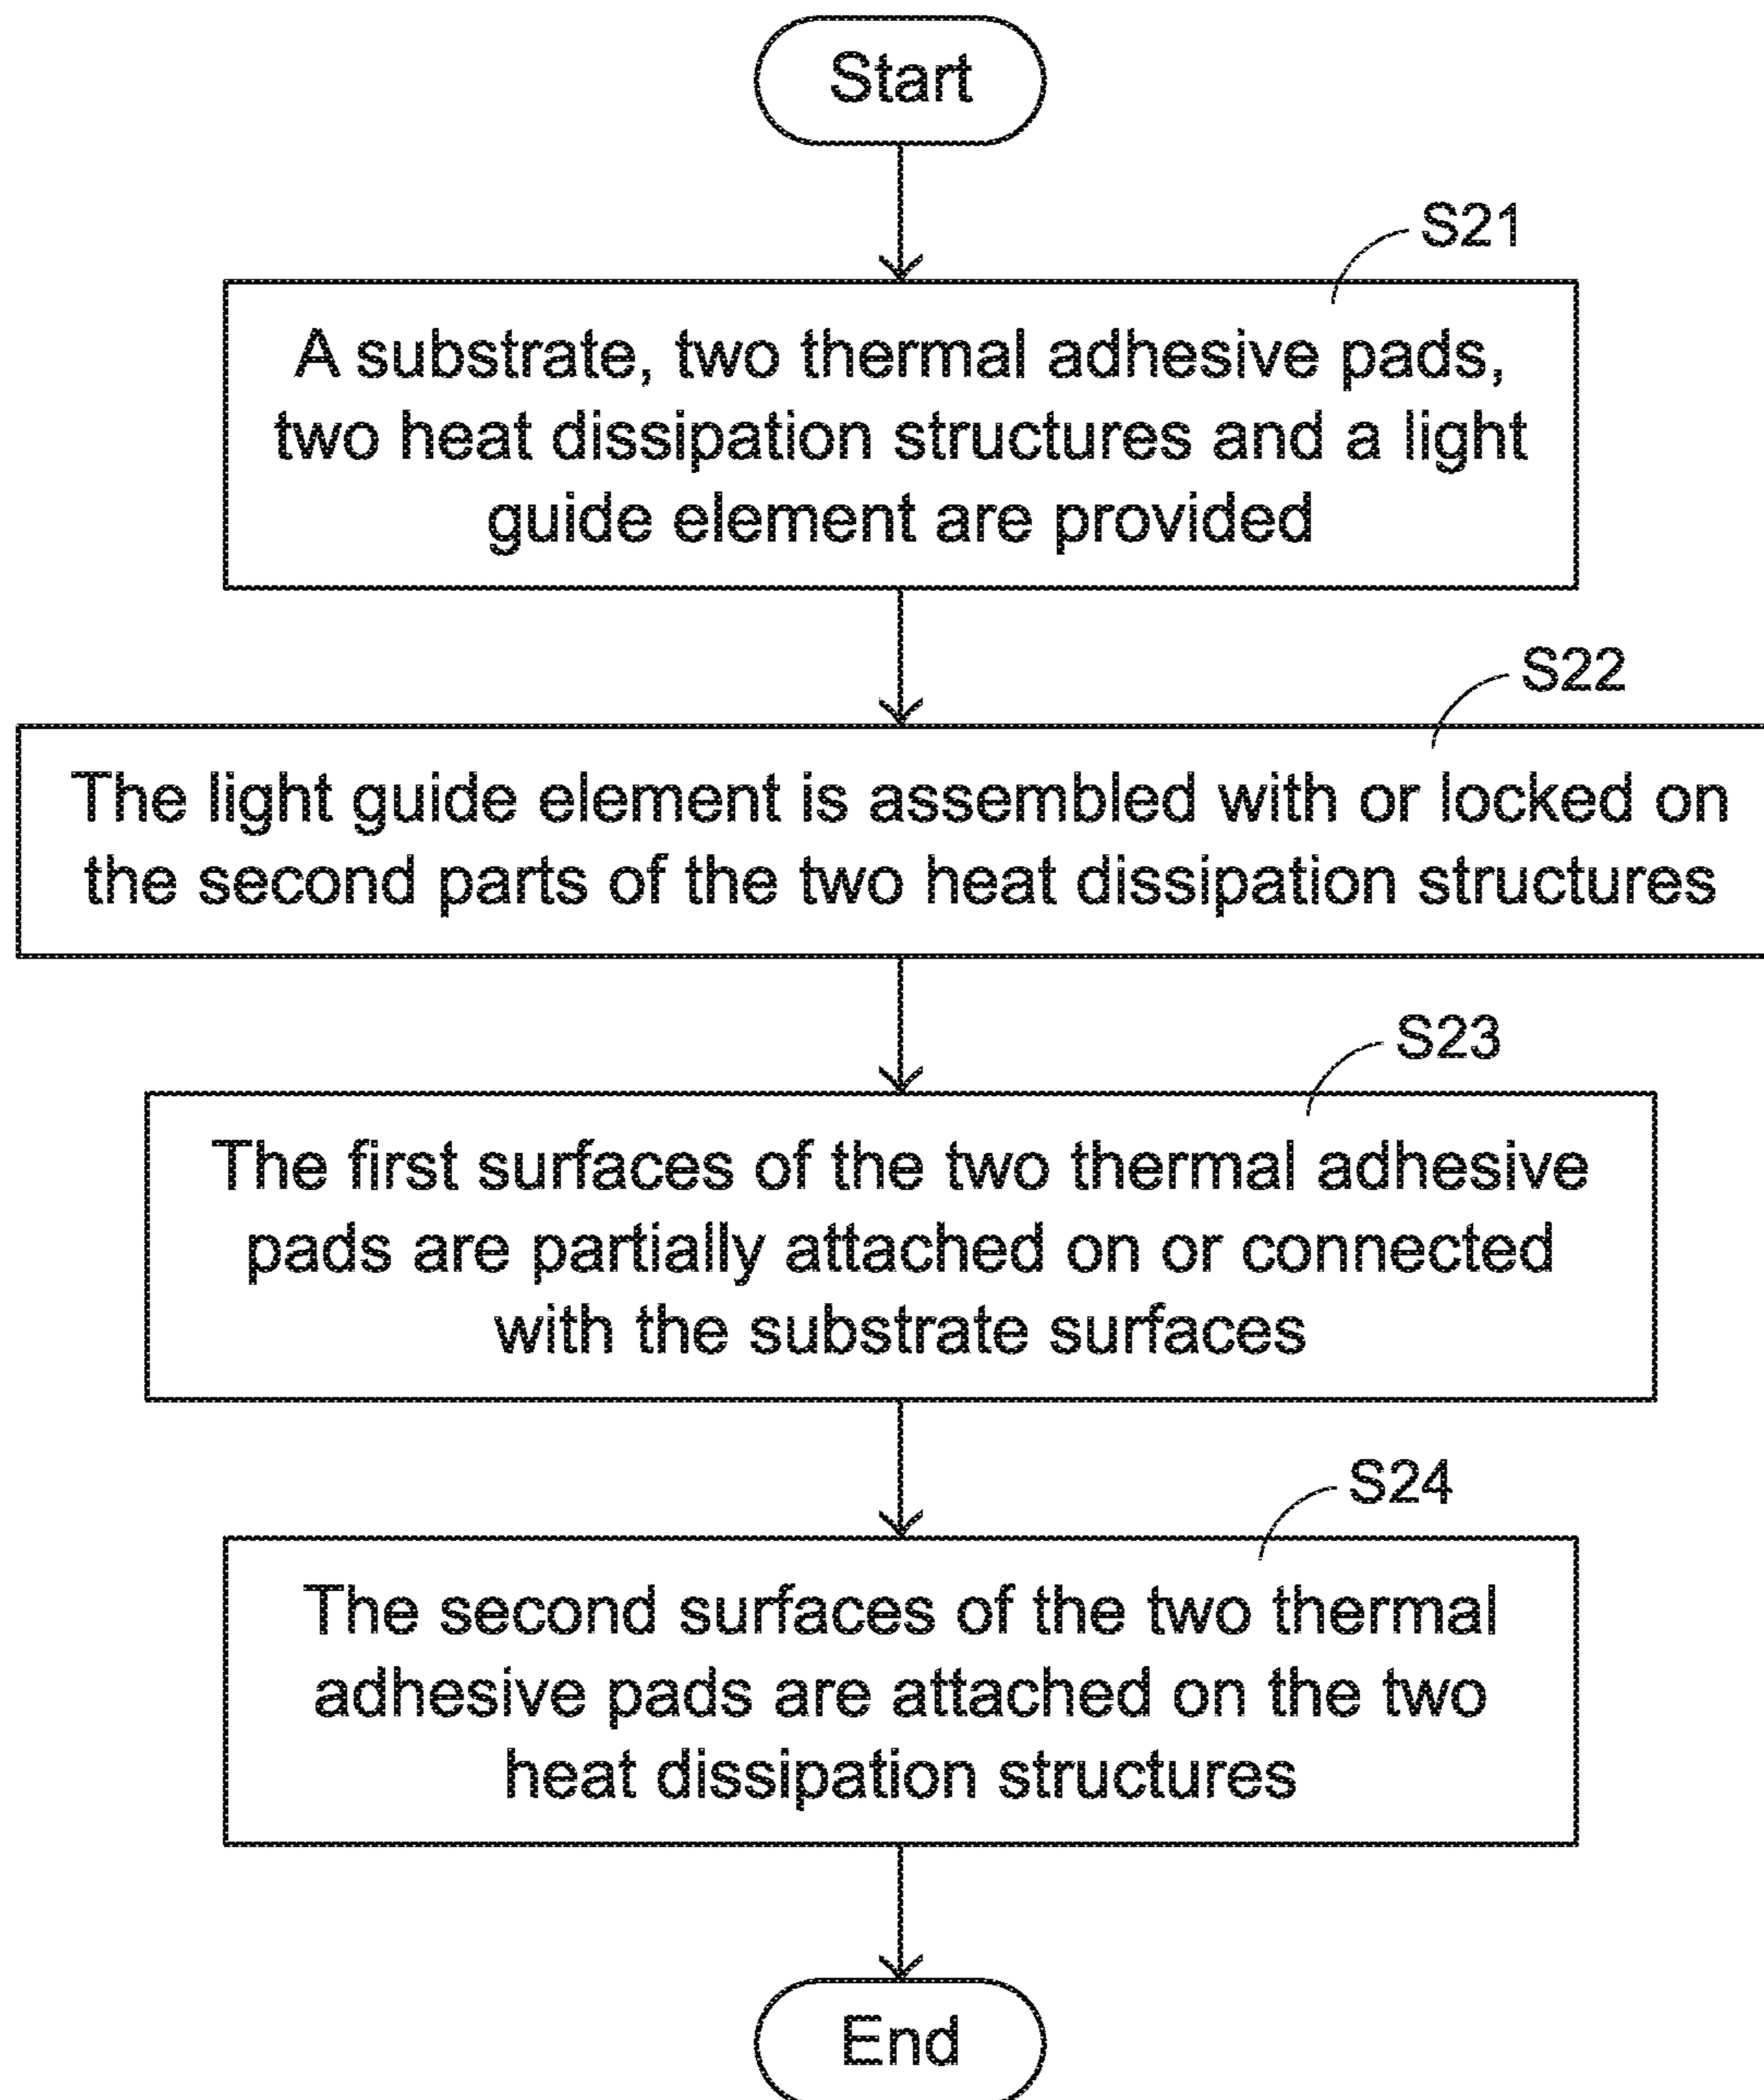 Start
S21
A substrate, two thermal adhesive pads,
two heat dissipation structures and a light
guide element are provided
S22
The light guide element is assembled with or locked on
the second parts of the two heat dissipation structures
S23
The first surfaces of the two thermal adhesive
pads are partially attached on or connected
with the substrate surfaces
S24
The second surfaces of the two thermal
adhesive pads are attached on the two
heat dissipation structures
End